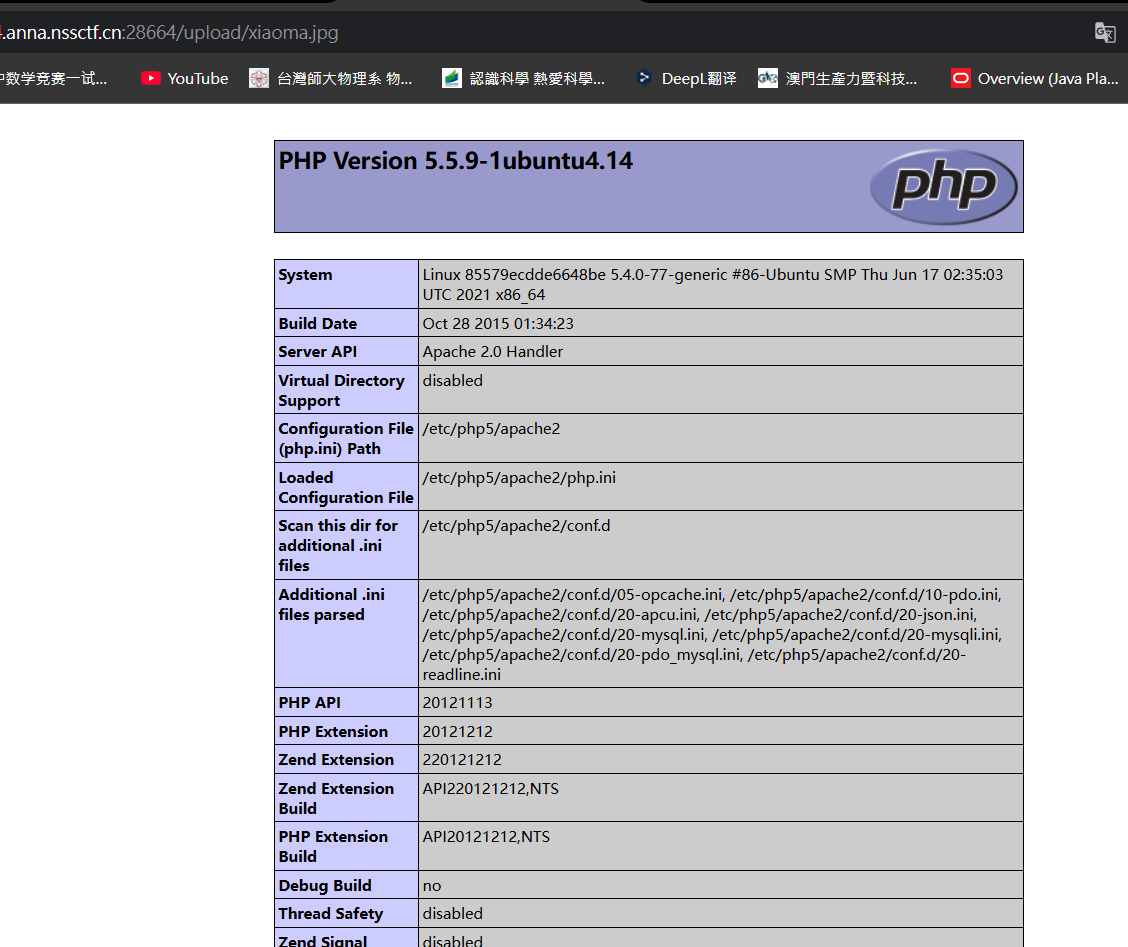 .anna.nssctf.cn:28664/upload/xiaoma.jpg
中数学竞赛一试...
YouTube
台灣師大物理系 物...
認識科學 熱愛科學...
DeepL翻译
澳門生產力暨科技...
Overview (Java Pla...
PHP Version 5.5.9-1ubuntu4.14
php
System
Linux 85579ecdde6648be 5.4.0-77-generic #86-Ubuntu SMP Thu Jun 17 02:35:03
UTC 2021 x86_64
Build Date
Oct 28 2015 01:34:23
Server API
Apache 2.0 Handler
Virtual Directory
Support
disabled
Configuration File
(php.ini) Path
/etc/php5/apache2
Loaded
Configuration File
/etc/php5/apache2/php.ini
Scan this dir for
additional .ini
files
/etc/php5/apache2/conf.d
Additional .ini
files parsed
/etc/php5/apache2/conf.d/05-opcache.ini, /etc/php5/apache2/conf.d/10-pdo.ini,
/etc/php5/apache2/conf.d/20-apcu.ini, /etc/php5/apache2/conf.d/20-json.ini,
/etc/php5/apache2/conf.d/20-mysql.ini, /etc/php5/apache2/conf.d/20-mysqli.ini,
/etc/php5/apache2/conf.d/20-pdo_mysql.ini, /etc/php5/apache2/conf.d/20-
readline.ini
PHP API
20121113
PHP Extension
20121212
Zend Extension
220121212
Zend Extension
Build
API220121212,NTS
PHP Extension
Build
API20121212,NTS
Debug Build
no
Thread Safety
disabled
Zend Signal
disabled